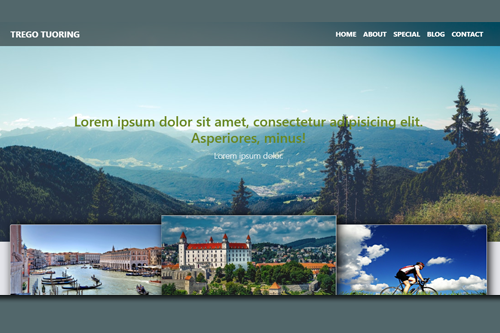 TREGO TUORING
HOME ABOUT SPECIAL BLOG CONTACT
Lorem ipsum dolor sit amet, consectetur adipisicing elit.
Asperiores, minus!
Lorem ipsum dolor.